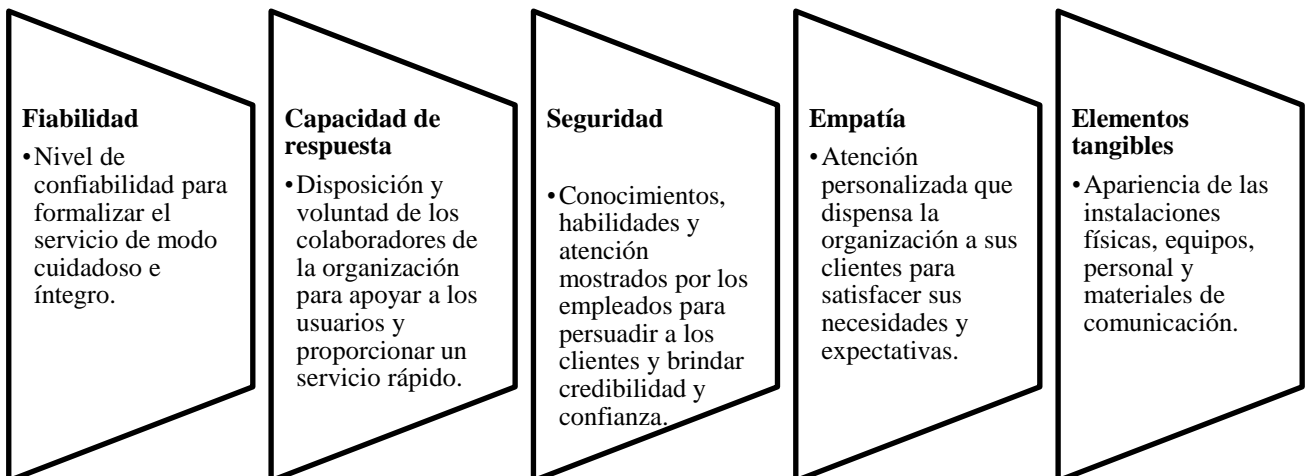 Fiabilidad
•Nivel de
confiabilidad para
formalizar el
servicio de modo
cuidadoso e
íntegro.
Capacidad de
respuesta
•Disposición y
voluntad de los
colaboradores de
la organización
para apoyar a los
usuarios y
proporcionar un
servicio rápido.
Seguridad
•Conocimientos,
habilidades y
atención
mostrados por los
empleados para
persuadir a los
clientes y brindar
credibilidad y
confianza.
Empatía
•Atención
personalizada que
dispensa la
organización a sus
clientes para
satisfacer sus
necesidades y
expectativas.
Elementos
tangibles
•Apariencia de las
instalaciones
físicas, equipos,
personal y
materiales de
comunicación.